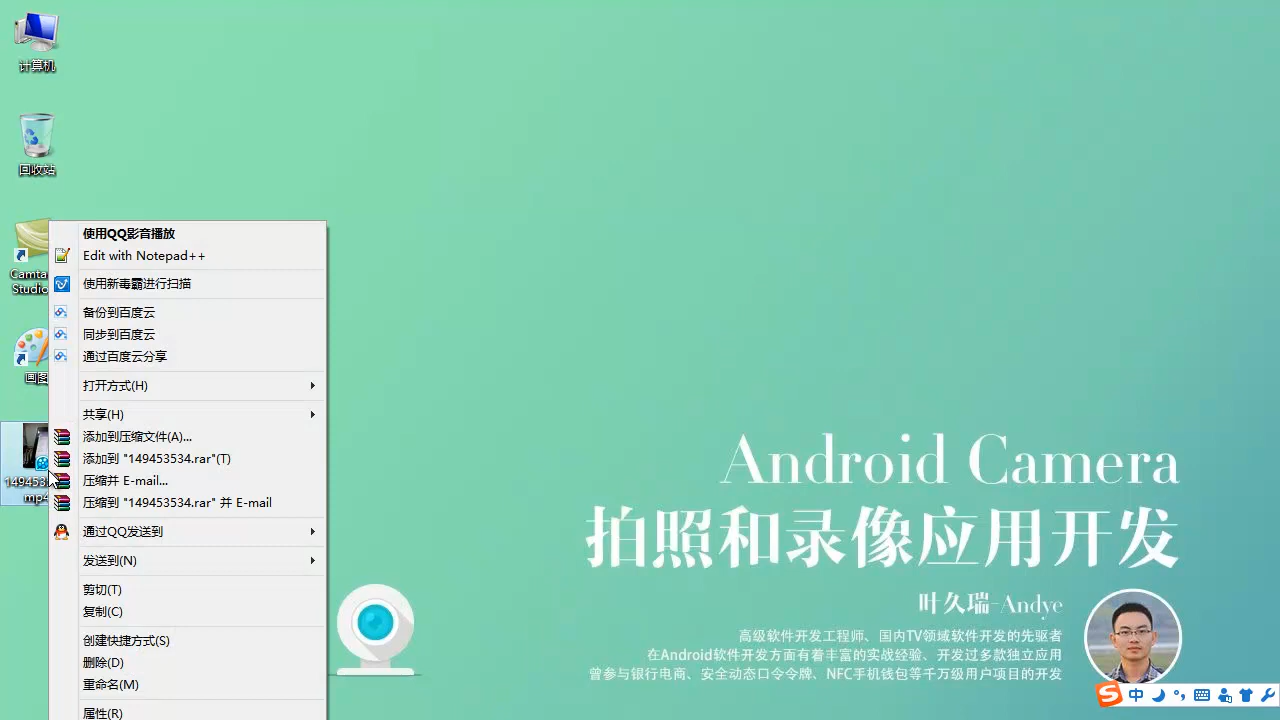 计算机
回收站
Camta
Studio
画图
149453
mp4
使用QQ影音播放
Edit with Notepad++
使用新毒霸进行扫描
备份到百度云
同步到百度云
通过百度云分享
打开方式(H)
共享(H)
添加到压缩文件(A)...
添加到 "149453534.rar"(T)
压缩并 E-mail...
压缩到 "149453534.rar" 并 E-mail
通过QQ发送到
发送到(N)
剪切(T)
复制(C)
创建快捷方式(S)
删除(D)
重命名(M)
属性(R)
Android Camera
拍照和录像应用开发
叶久瑞-Andye
高级软件开发工程师、国内TV领域软件开发的先驱者
在Android软件开发方面有着丰富的实战经验、开发过多款独立应用
曾参与银行电商、安全动态口令令牌、NFC手机钱包等千万级用户项目的开发
S 中